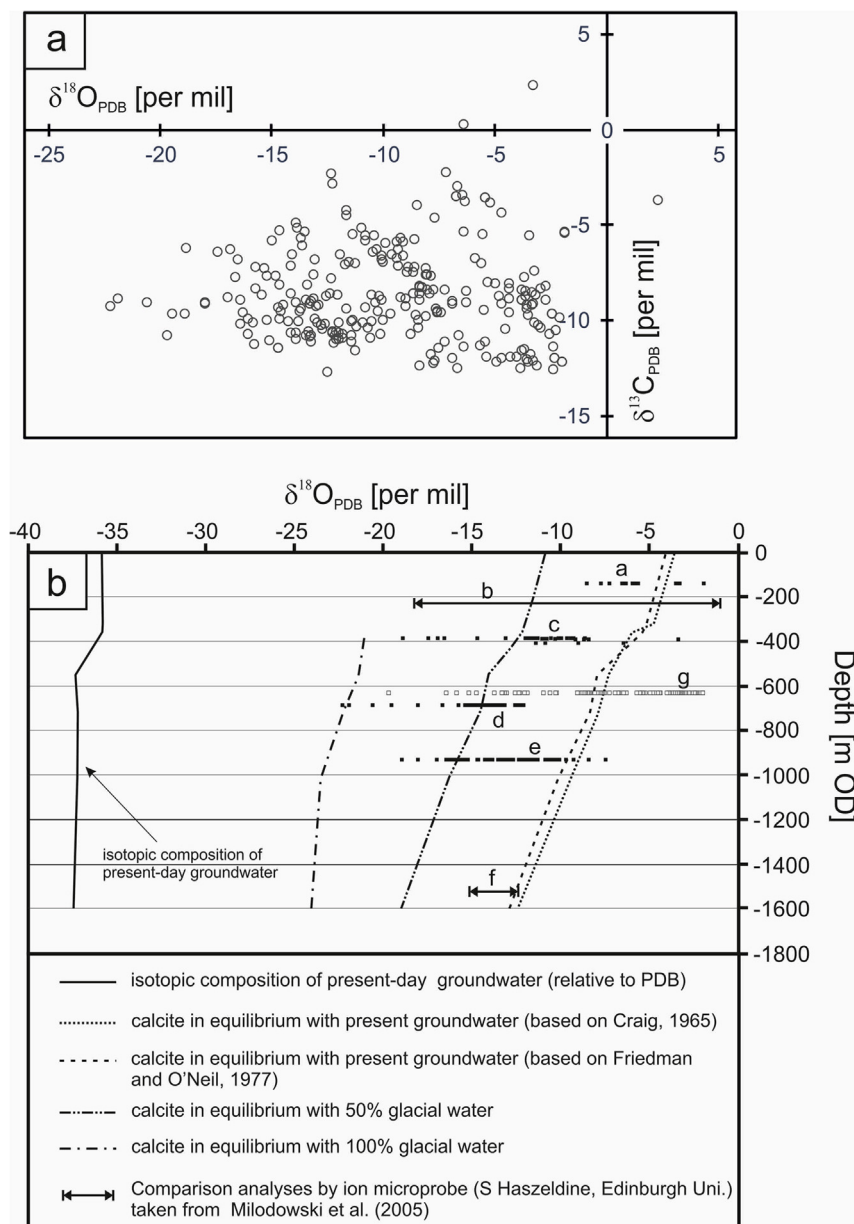 a
δ18OPDB [per mil]
5
0
-25 -20 -15 -10 -5 5
-5
-10
-15
δ13CPDB [per mil]
δ18OPDB [per mil]
-40 -35 -30 -25 -20 -15 -10 -5 0
b
0
-200
-400
-600
-800
-1000
-1200
-1400
-1600
-1800
Depth [m OD]
a
b
c
g
d
e
f
isotopic composition of
present-day groundwater
isotopic composition of present-day groundwater (relative to PDB)
calcite in equilibrium with present groundwater (based on Craig, 1965)
calcite in equilibrium with present groundwater (based on Friedman
and O'Neil, 1977)
calcite in equilibrium with 50% glacial water
calcite in equilibrium with 100% glacial water
Comparison analyses by ion microprobe (S Haszeldine, Edinburgh Uni.)
taken from Milodowski et al. (2005)